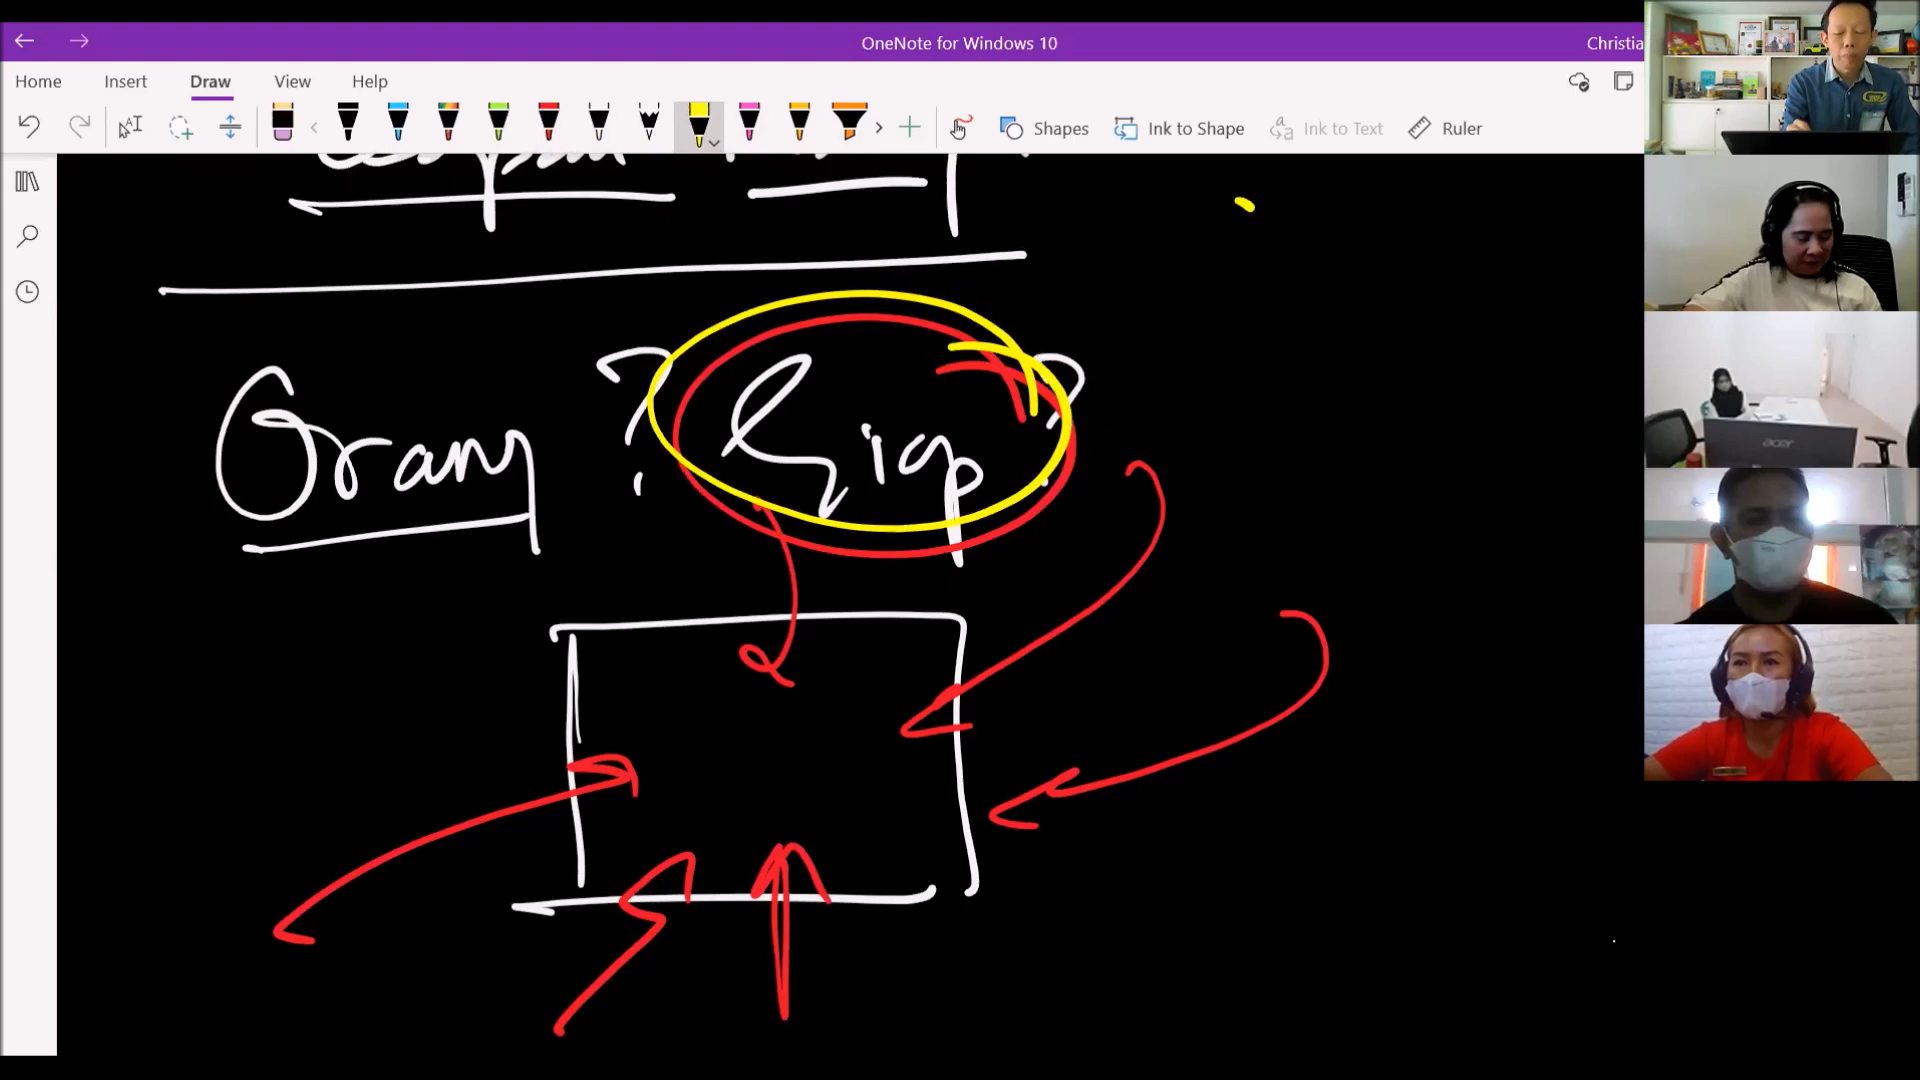 OneNote for Windows 10
Christia
Home Insert Draw View Help
Shapes Ink to Shape Ink to Text Ruler
Orang ? Siap ?
acer